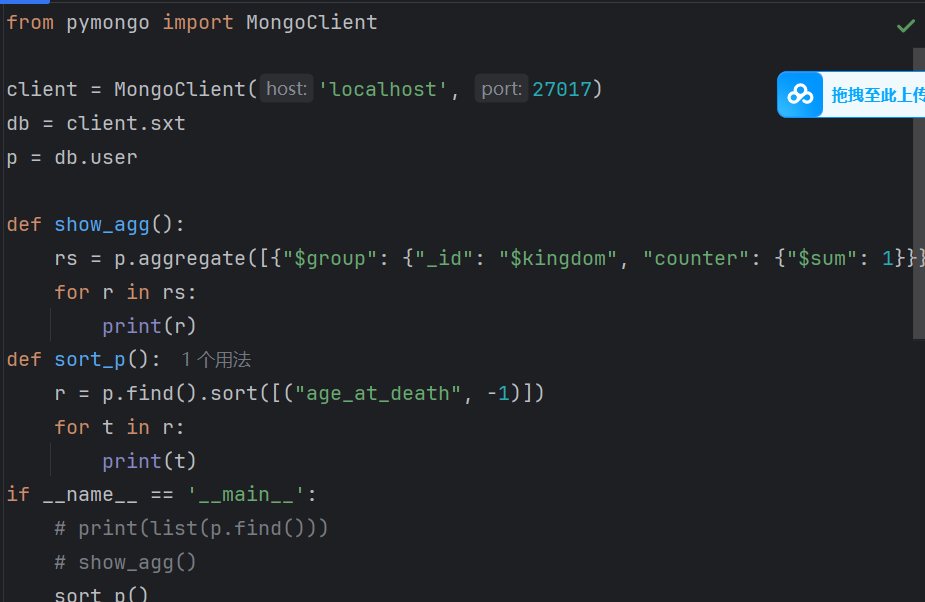 from pymongo import MongoClient
client = MongoClient( host: 'localhost', port: 27017)
拖拽至此上传
db = client.sxt
p = db.user
def show_agg():
rs = p.aggregate([{"$group": {"_id": "$kingdom", "counter": {"$sum": 1}}}
for r in rs:
print(r)
def sort_p(): 1 个用法
r = p.find().sort([("age_at_death", -1)])
for t in r:
print(t)
if __name__ == '__main__':
# print(list(p.find()))
# show_agg()
sort_p()